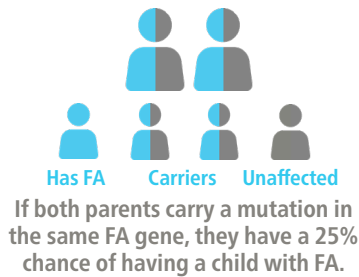 Has FA Carriers Unaffected
If both parents carry a mutation in
the same FA gene, they have a 25%
chance of having a child with FA.